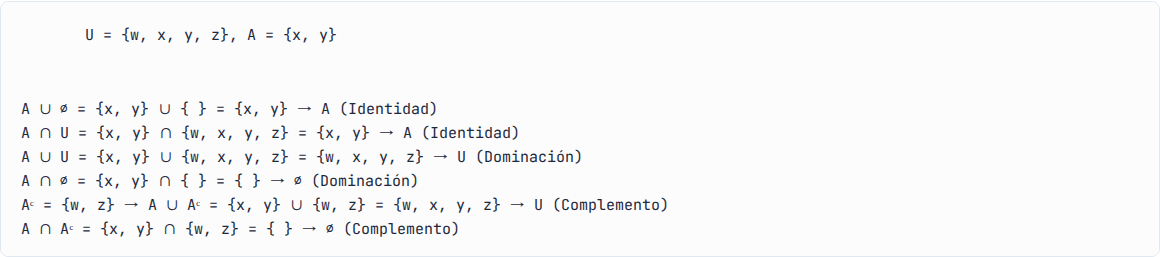 U = {w, x, y, z}, A = {x, y}
A ∪ ∅ = {x, y} ∪ { } = {x, y} → A (Identidad)
A ∩ U = {x, y} ∩ {w, x, y, z} = {x, y} → A (Identidad)
A ∪ U = {x, y} ∪ {w, x, y, z} = {w, x, y, z} → U (Dominación)
A ∩ ∅ = {x, y} ∩ { } = { } → ∅ (Dominación)
Aᶜ = {w, z} → A ∪ Aᶜ = {x, y} ∪ {w, z} = {w, x, y, z} → U (Complemento)
A ∩ Aᶜ = {x, y} ∩ {w, z} = { } → ∅ (Complemento)